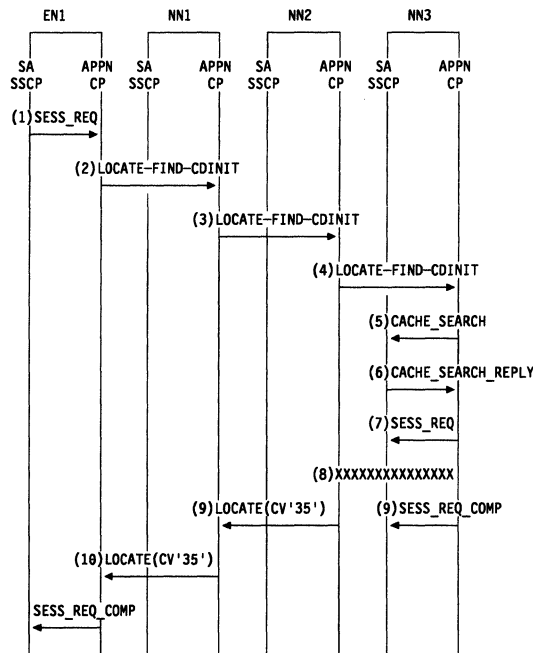 EN1 NN1 NN2 NN3
SA APPN SA APPN SA APPN
SSCP CP SSCP CP SSCP CP SSCP CP
(1)SESS_REQ
(2)LOCATE-FIND-CDINIT
(3)LOCATE-FIND-CDINIT
(4)LOCATE-FIND-CDINIT
(5)CACHE_SEARCH
(6)CACHE_SEARCH_REPLY
(7)SESS_REQ
(8)XXXXXXXXXXXXXXX
(9)LOCATE(CV'35') (9)SESS_REQ_COMP
(10)LOCATE(CV'35')
SESS_REQ_COMP